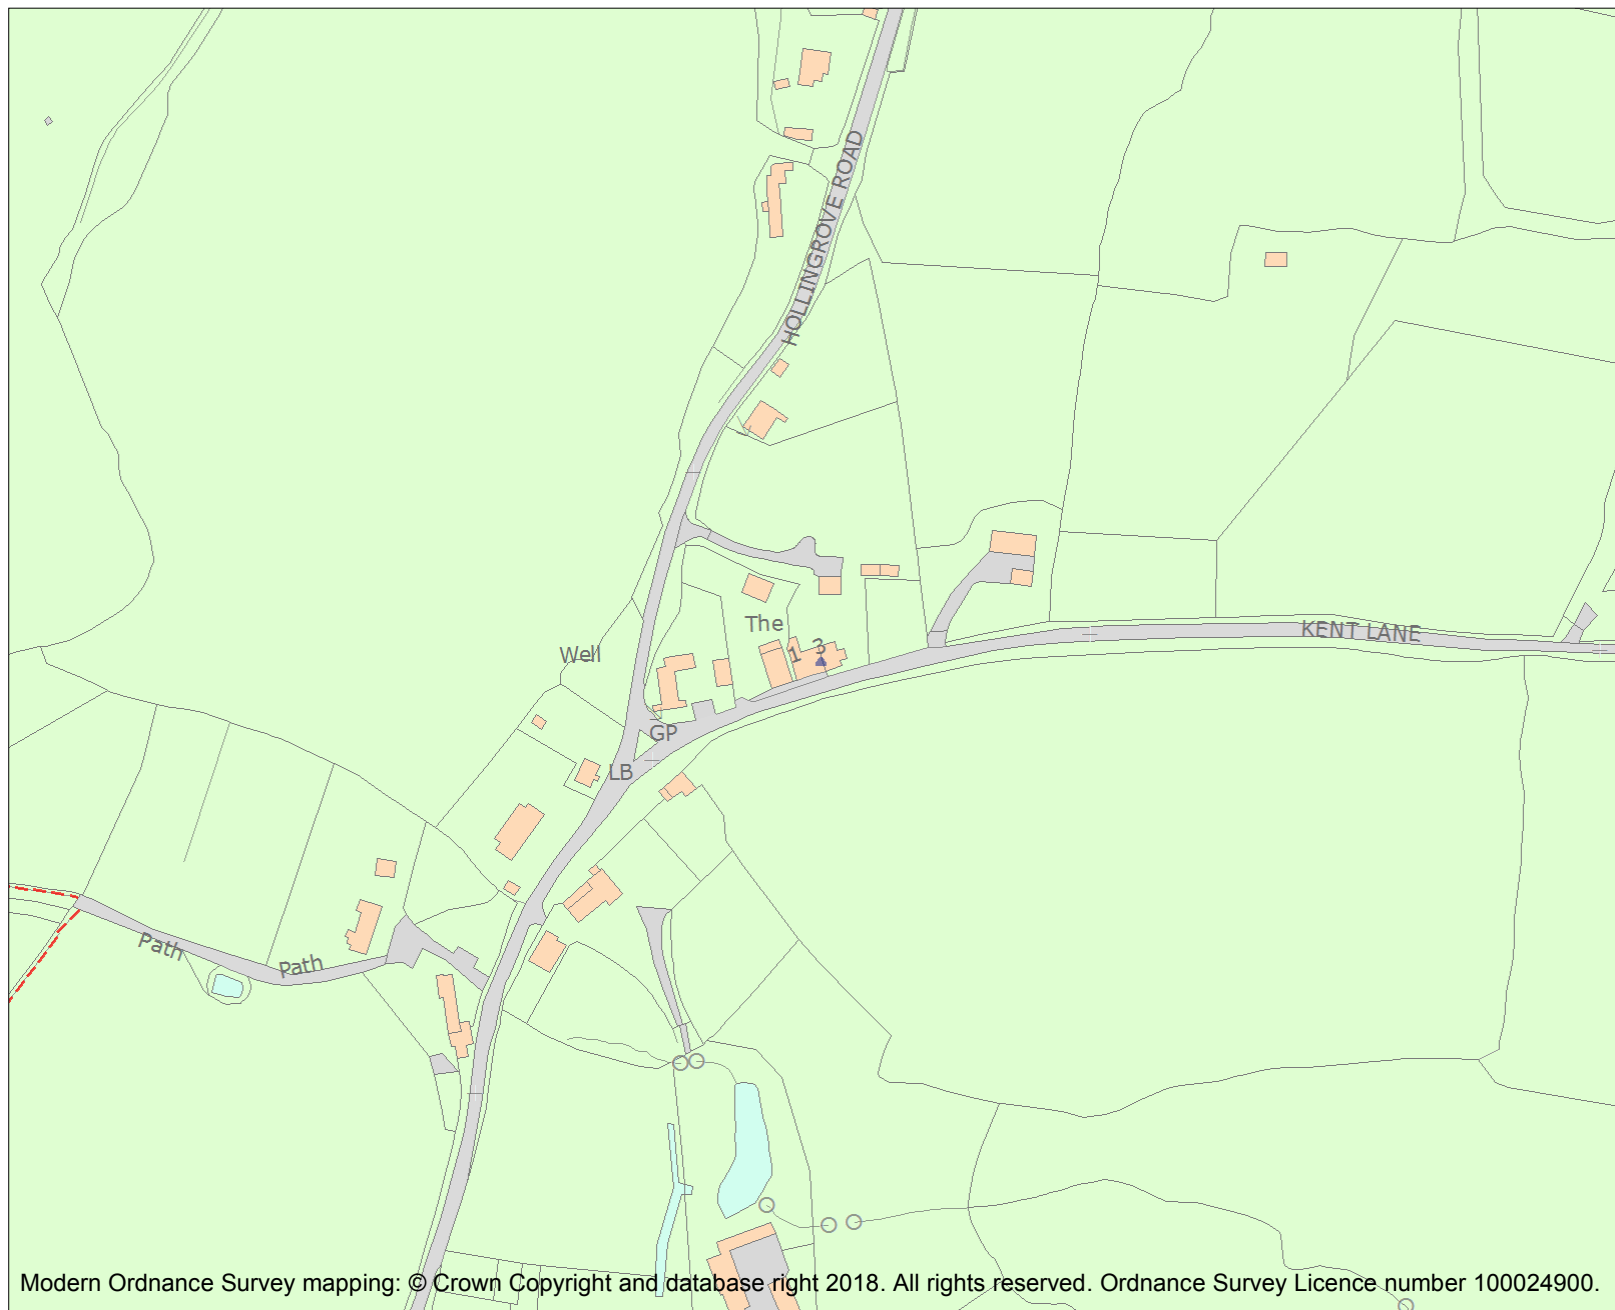 HOLLINGROVE ROAD
The
KENT LANE
1 3
Well
GP
LB
Path
Path
Modern Ordnance Survey mapping: © Crown Copyright and database right 2018. All rights reserved. Ordnance Survey Licence number 100024900.